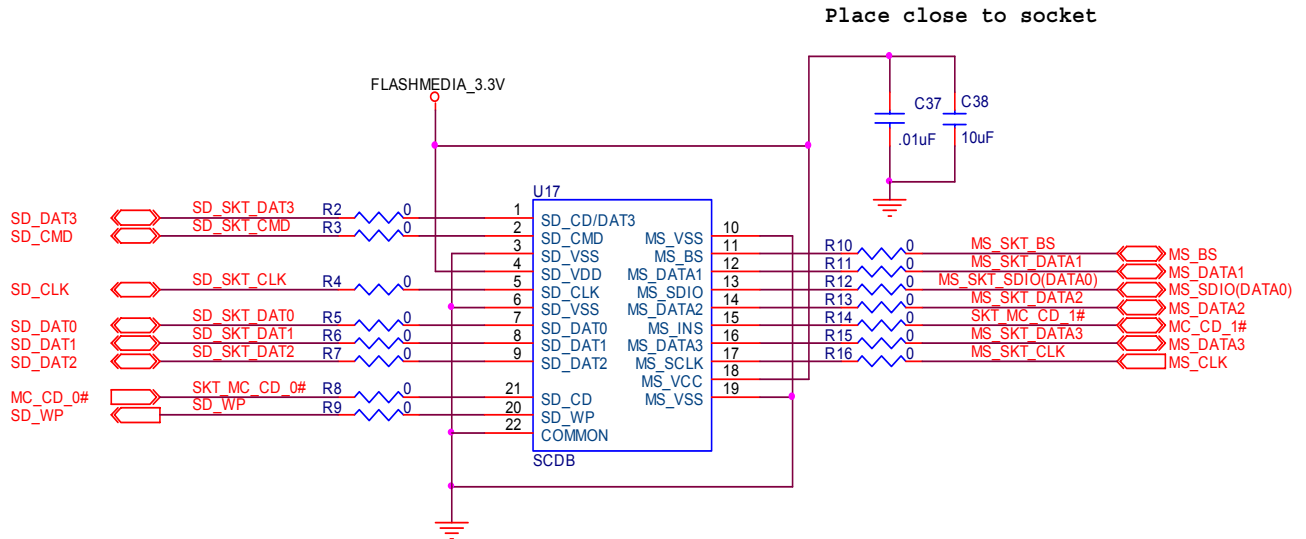 Place close to socket
FLASHMEDIA_3.3V
C37
C38
.01uF
10uF
U17
SD_DAT3
SD_SKT_DAT3
R2
0
1
SD_CD/DAT3
SD_CMD
SD_SKT_CMD
R3
0
2
SD_CMD
3
SD_VSS
4
SD_VDD
SD_CLK
SD_SKT_CLK
R4
0
5
SD_CLK
6
SD_VSS
SD_DAT0
SD_SKT_DAT0
R5
0
7
SD_DAT0
SD_DAT1
SD_SKT_DAT1
R6
0
8
SD_DAT1
SD_DAT2
SD_SKT_DAT2
R7
0
9
SD_DAT2
MC_CD_0#
SKT_MC_CD_0#
R8
0
21
SD_CD
SD_WP
SD_WP
R9
0
20
SD_WP
22
COMMON
SCDB
MS_VSS
10
MS_BS
11
R10
0
MS_SKT_BS
MS_BS
MS_DATA1
12
R11
0
MS_SKT_DATA1
MS_DATA1
MS_SDIO
13
R12
0
MS_SKT_SDIO(DATA0)
MS_SDIO(DATA0)
MS_DATA2
14
R13
0
MS_SKT_DATA2
MS_DATA2
MS_INS
15
R14
0
SKT_MC_CD_1#
MC_CD_1#
MS_DATA3
16
R15
0
MS_SKT_DATA3
MS_DATA3
MS_SCLK
17
R16
0
MS_SKT_CLK
MS_CLK
MS_VCC
18
MS_VSS
19